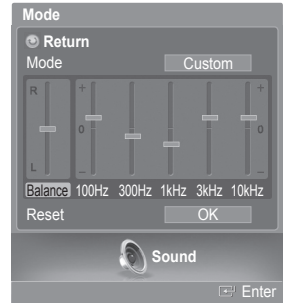 Mode
Return
Mode Custom
R + +
0 0
L – –
Balance 100Hz 300Hz 1kHz 3kHz 10kHz
Reset OK
Sound
Enter